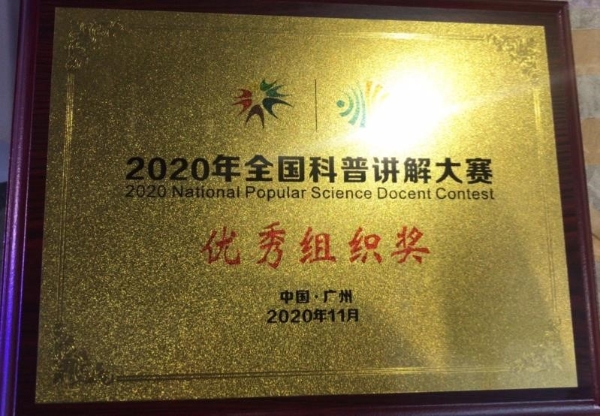 2020年全国科普讲解大赛
2020 National Popular Science Docent Contest
优秀组织奖
中国·广州
2020年11月